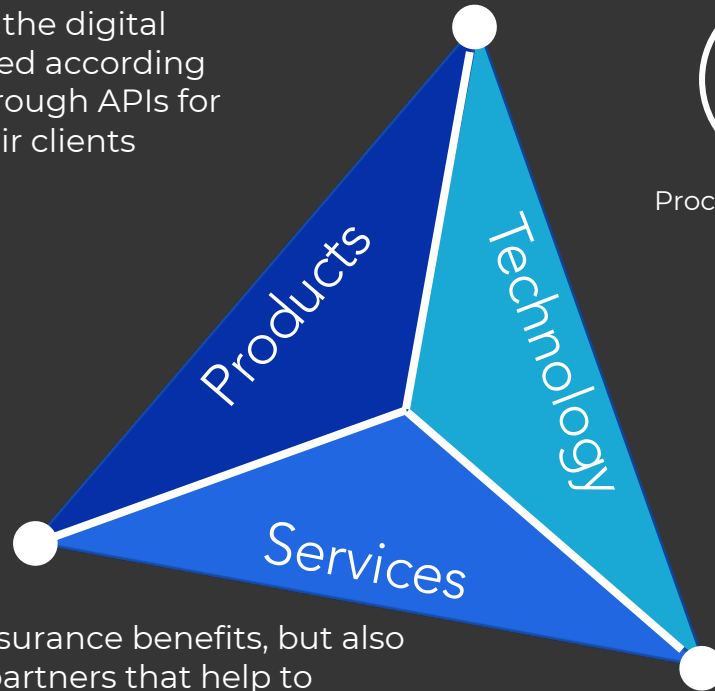 the digital
ed according
rough APIs for
ir clients
Proc
Products
Technology
Services
surance benefits, but also
partners that help to